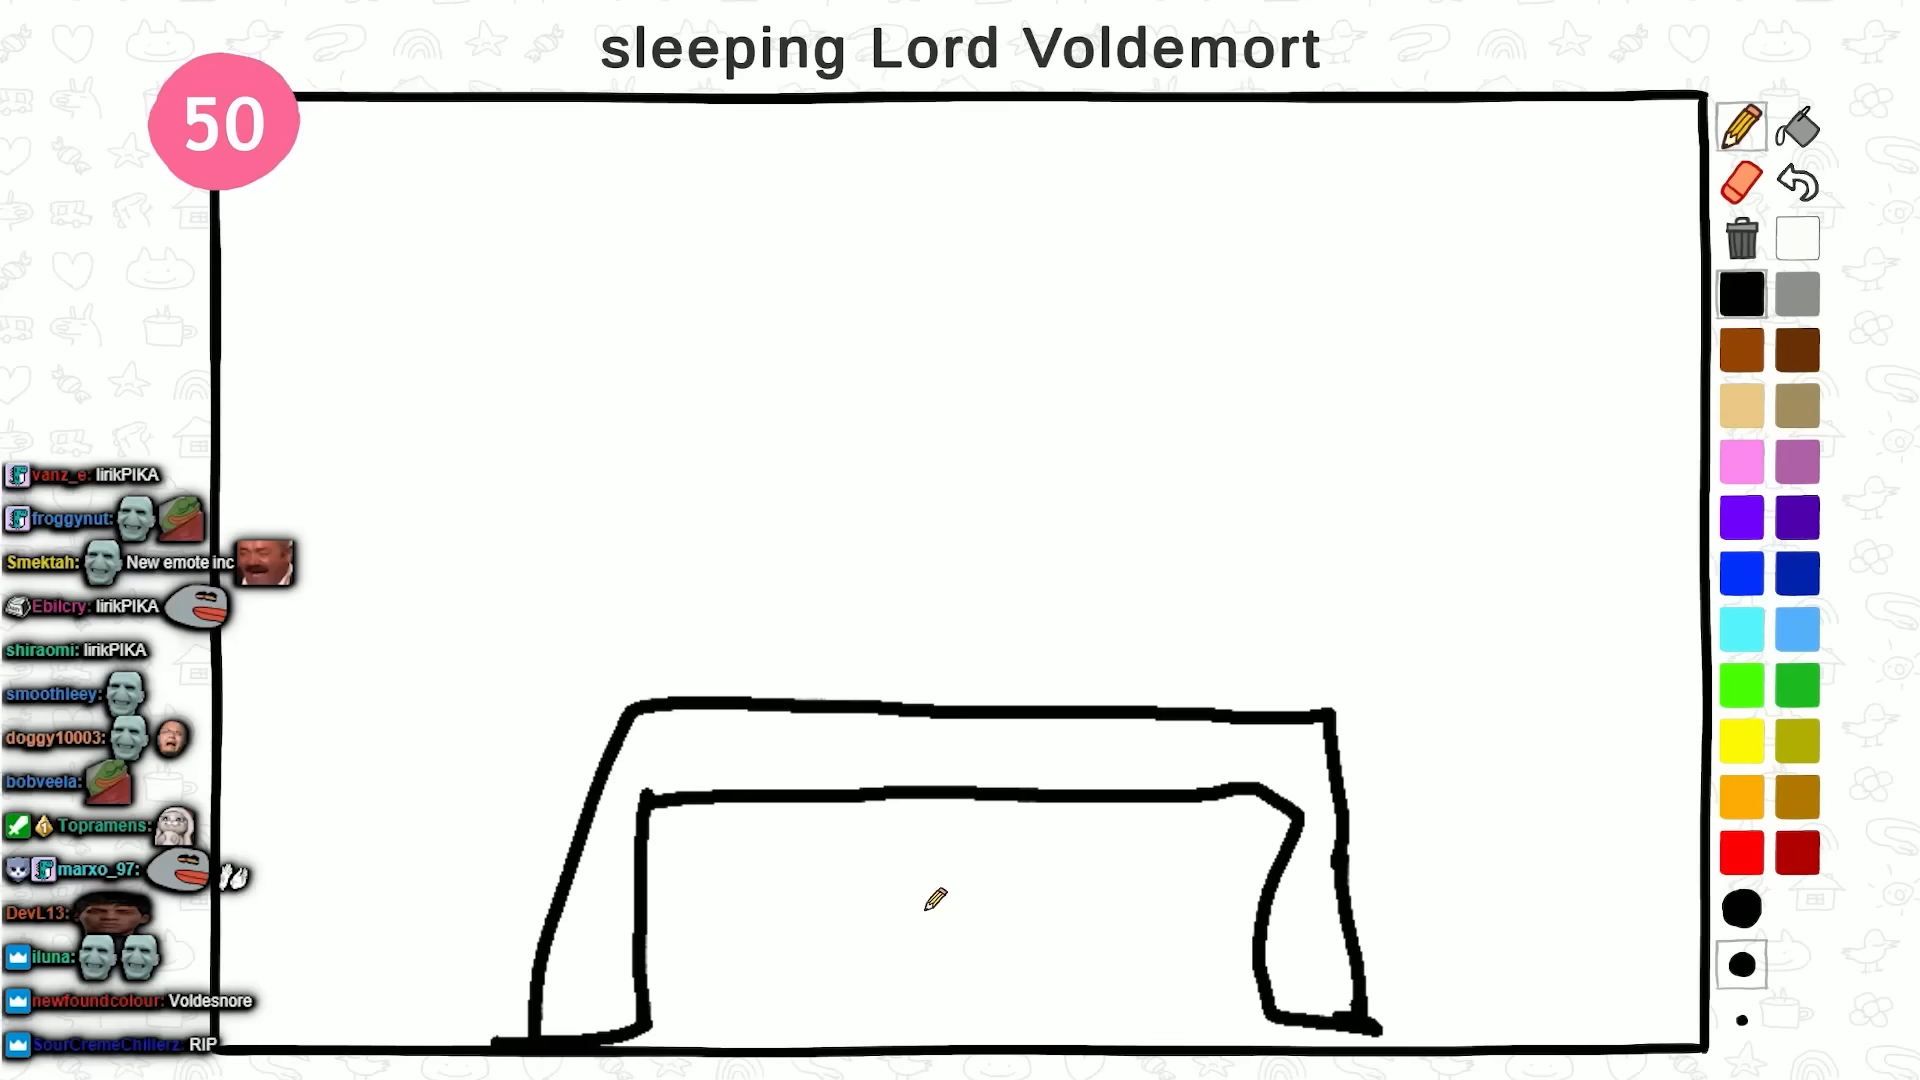 sleeping Lord Voldemort
50
vanz_e: lirikPIKA
froggynut:
Smektah: New emote inc
Ebilcry: lirikPIKA
shiraomi: lirikPIKA
smoothleey:
doggy10003:
bobveela:
Topramens:
marxo_97:
DevL13:
iluna:
newfoundcolour: Voldesnore
SourCremeChillerz: RIP